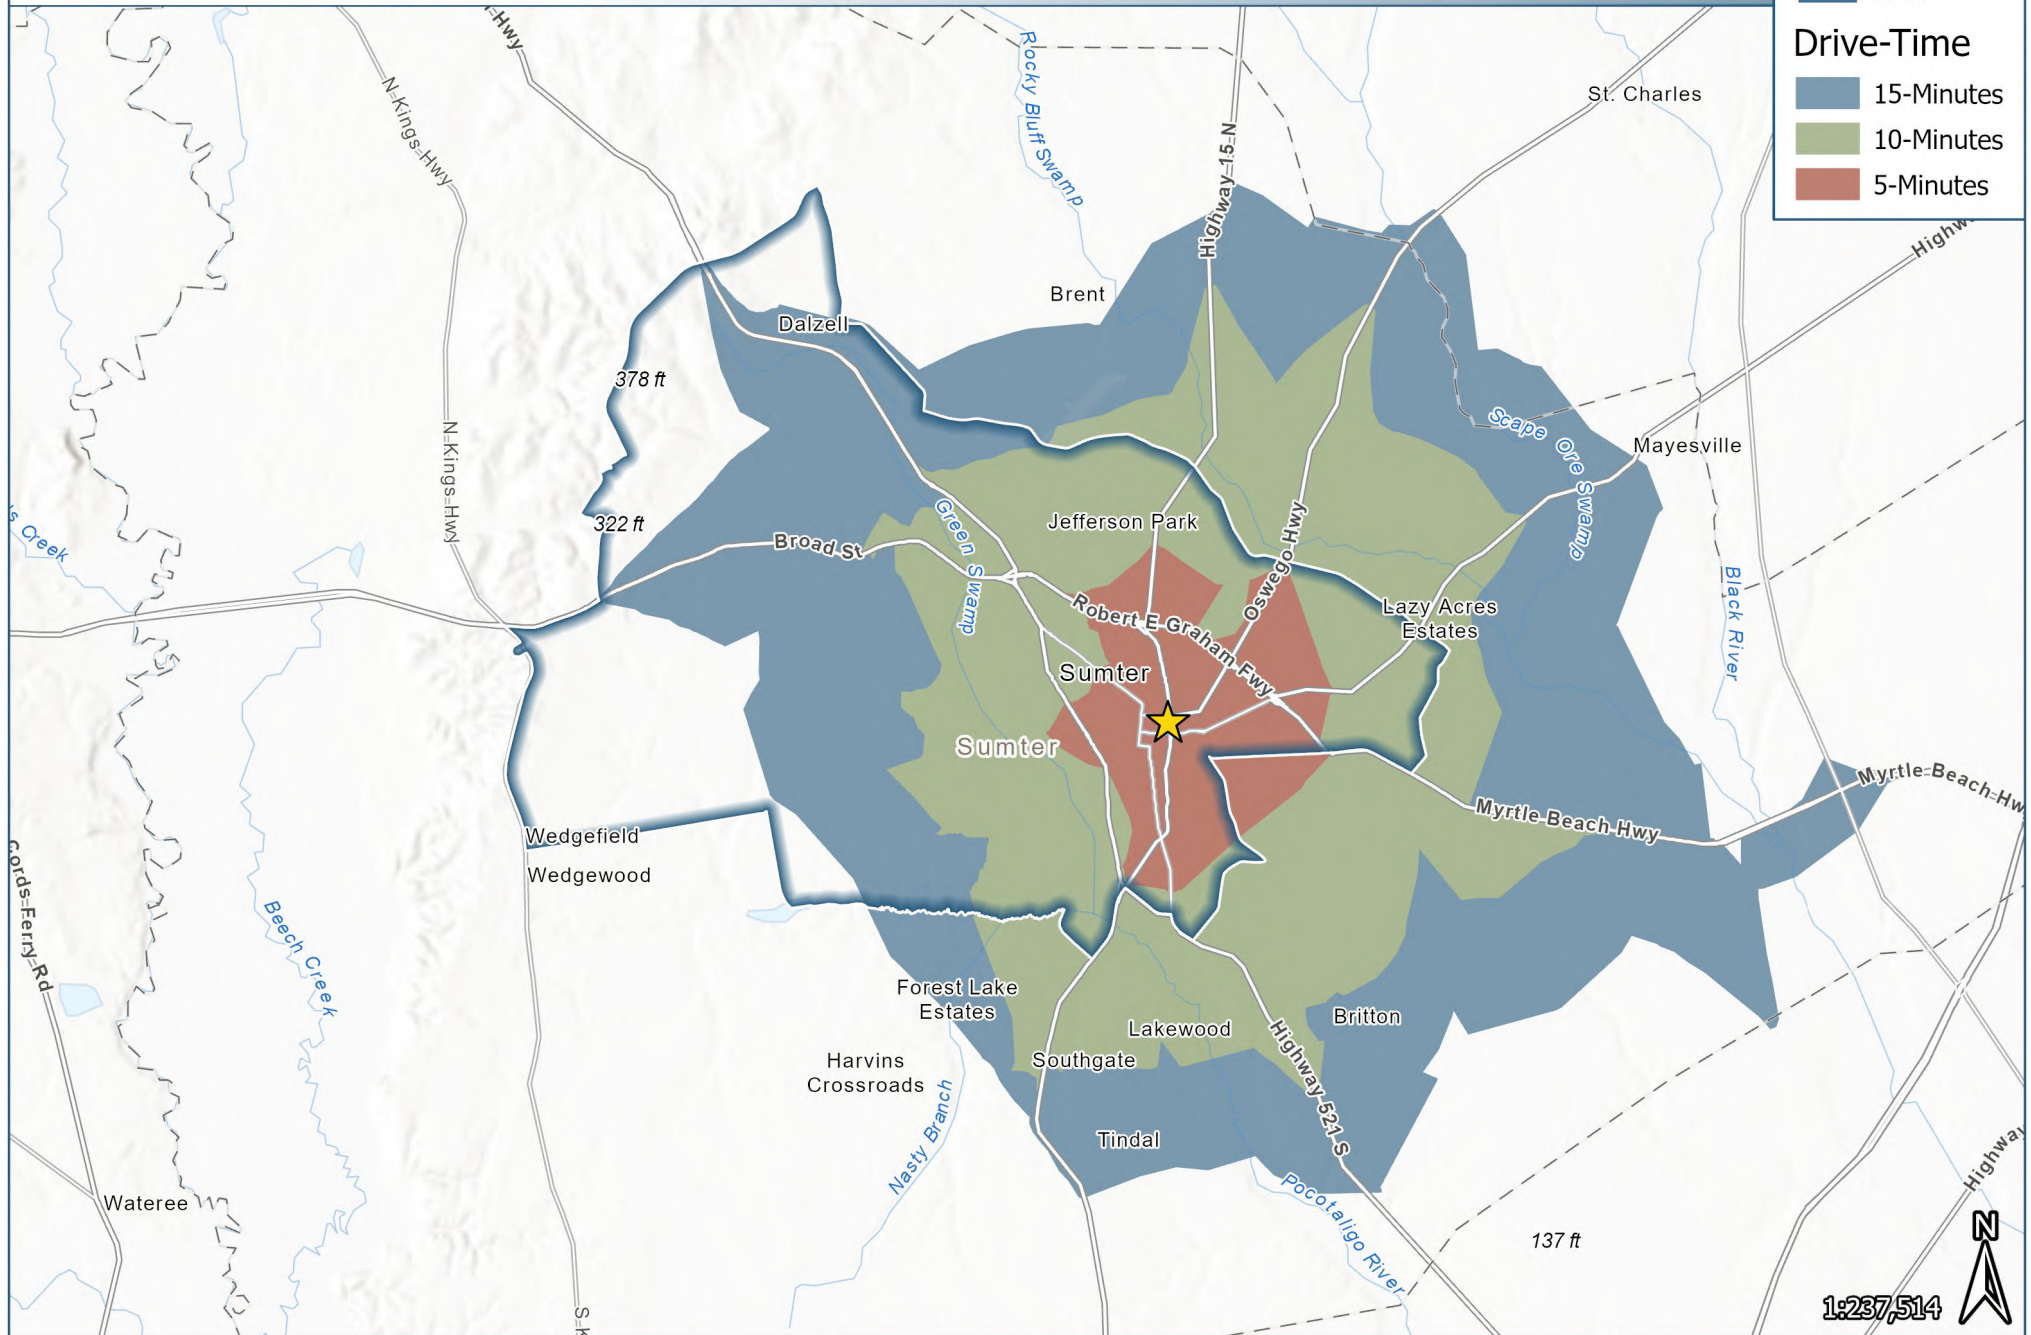 Drive-Time
15-Minutes
10-Minutes
5-Minutes
Hwy
N-Kings-Hwy
Rocky Bluff Swamp
Highway-15-N
St. Charles
Highw
Brent
Dalzell
378 ft
N-Kings-Hwy
Scape Ore Swamp
Mayesville
Creek
322 ft
Broad St
Green Swamp
Jefferson Park
Oswego Hwy
Robert E Graham Fwy
Lazy Acres
Estates
Black River
Sumter
Sumter
Myrtle-Beach-Hw
Myrtle Beach Hwy
Wedgefield
Wedgewood
Beech Creek
Forest Lake
Estates
Lakewood
Britton
Southgate
Harvins
Crossroads
Highway 521 S
Nasty Branch
Tindal
Wateree
Pocotaligo River
137 ft
Highway
N
1:237,514